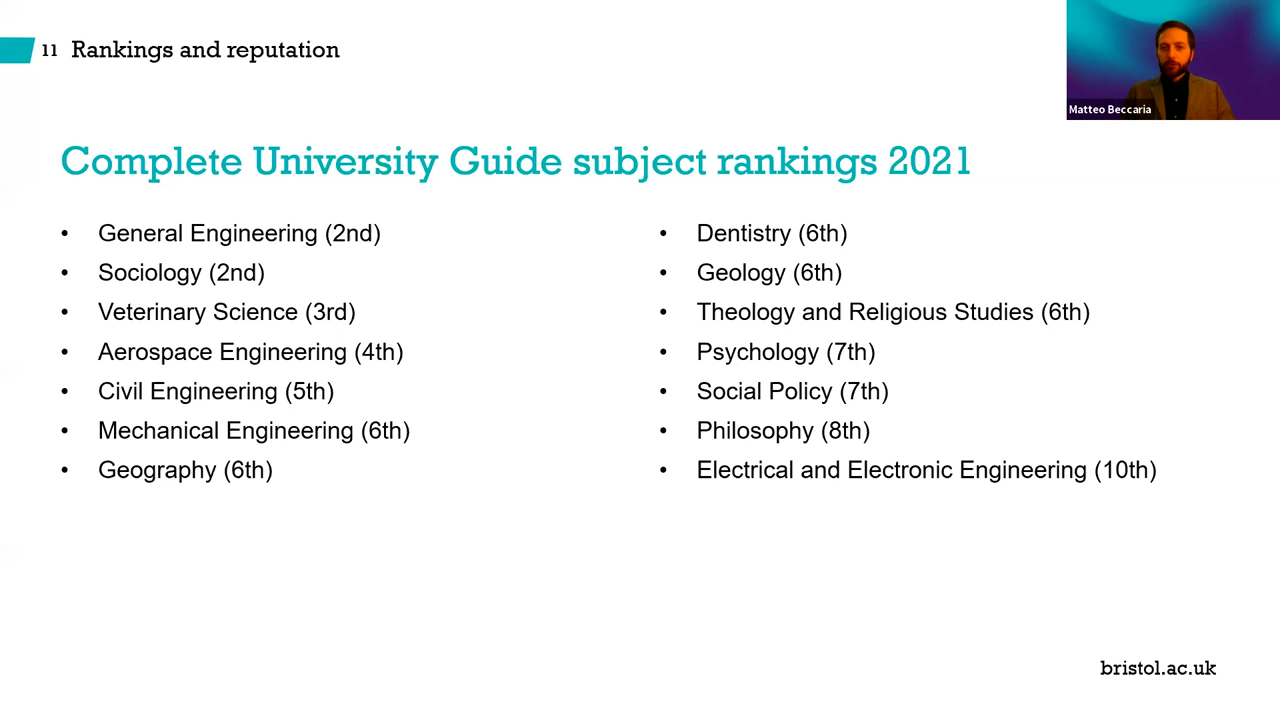 11 Rankings and reputation
Matteo Beccaria
Complete University Guide subject rankings 2021
• General Engineering (2nd)
• Sociology (2nd)
• Veterinary Science (3rd)
• Aerospace Engineering (4th)
• Civil Engineering (5th)
• Mechanical Engineering (6th)
• Geography (6th)
• Dentistry (6th)
• Geology (6th)
• Theology and Religious Studies (6th)
• Psychology (7th)
• Social Policy (7th)
• Philosophy (8th)
• Electrical and Electronic Engineering (10th)
bristol.ac.uk